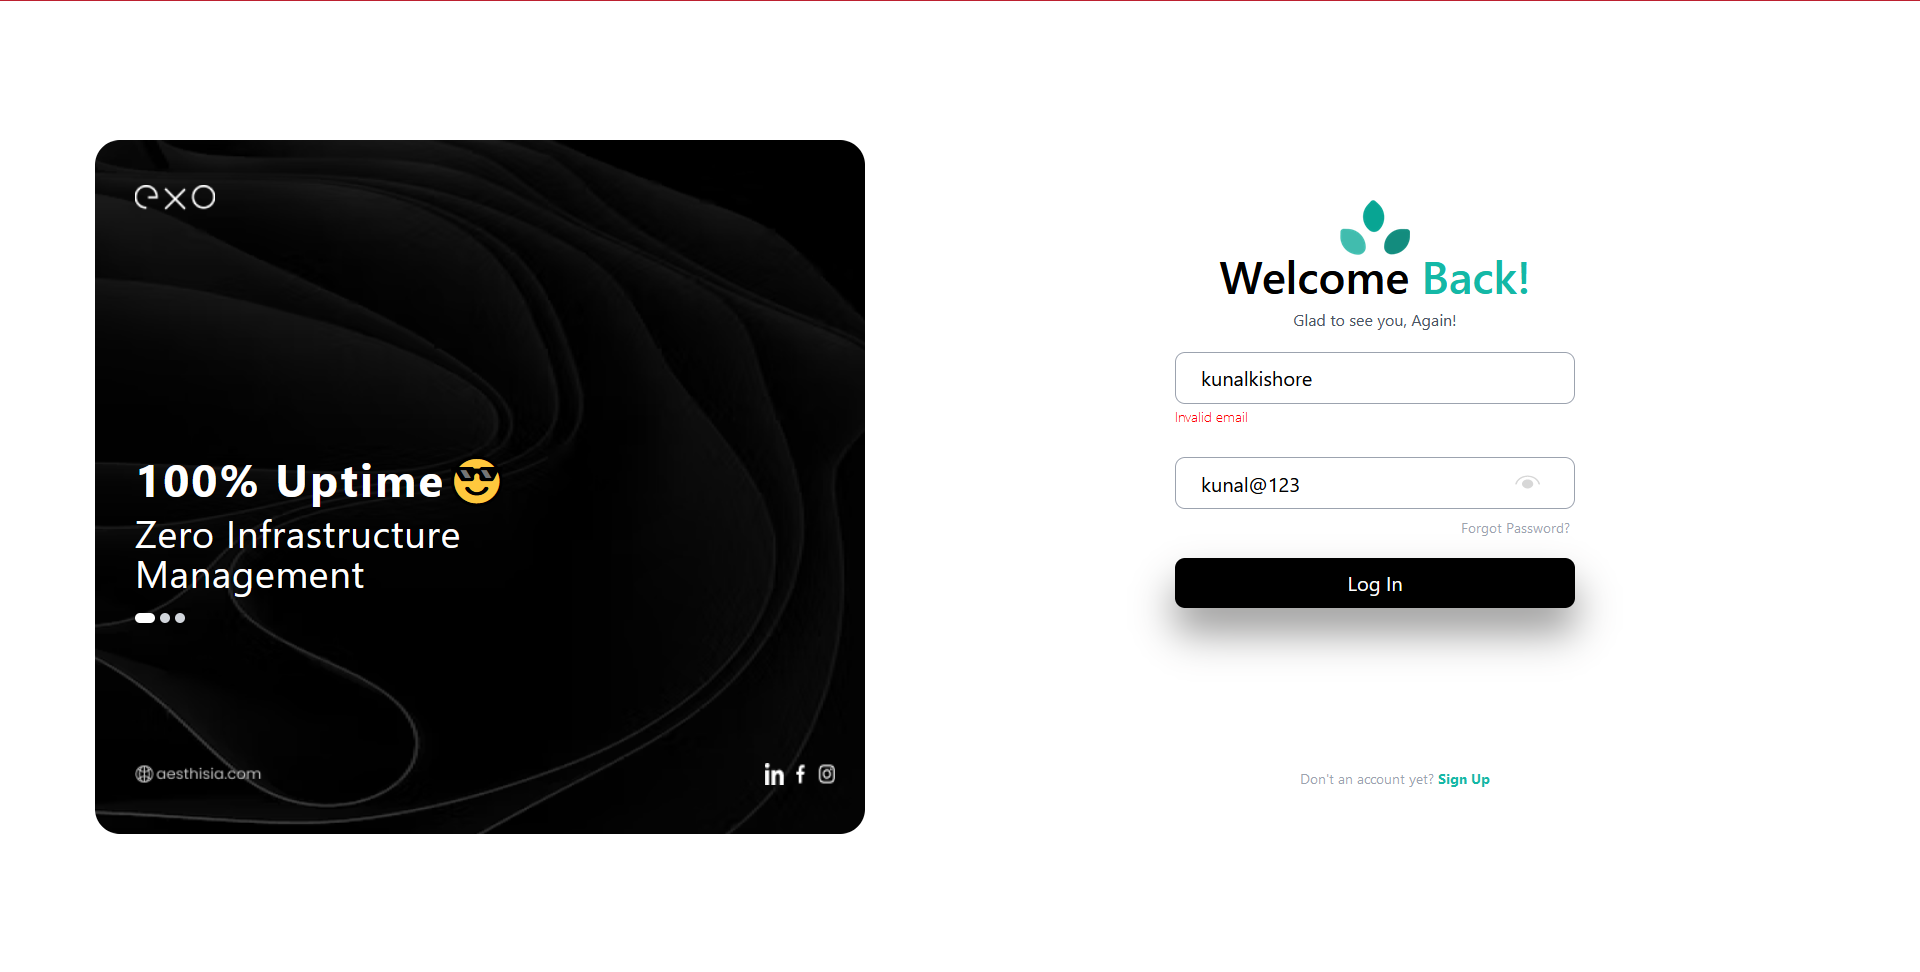 exo
100% Uptime 😎
Zero Infrastructure
Management
aesthisia.com
Welcome Back!
Glad to see you, Again!
kunalkishore
Invalid email
kunal@123
Forgot Password?
Log In
Don't an account yet? Sign Up